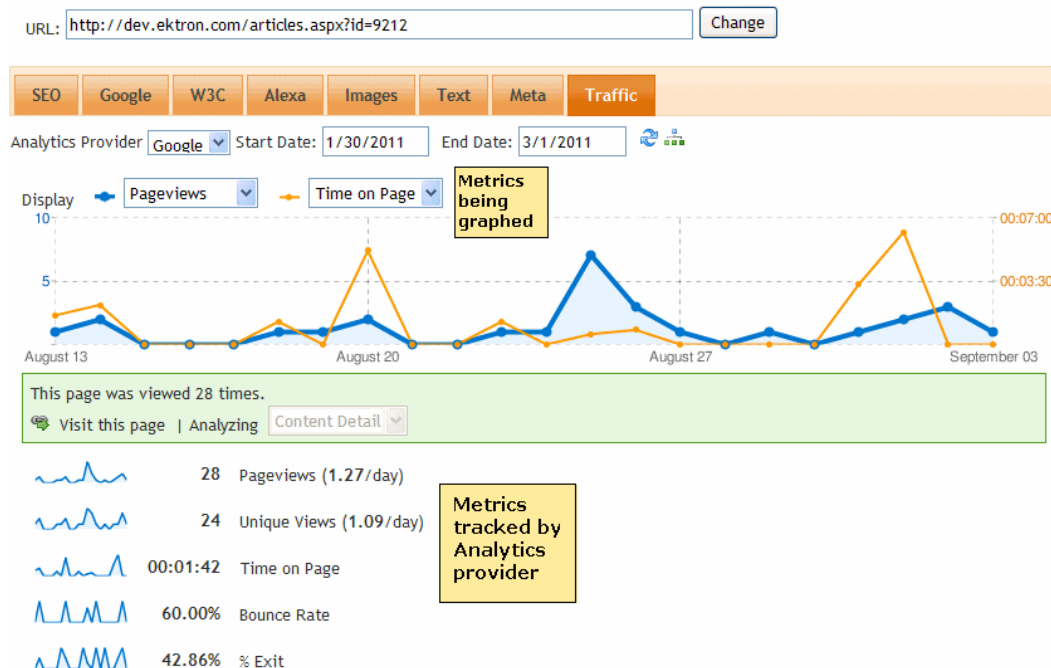 URL: http://dev.ektron.com/articles.aspx?id=9212 Change
SEO Google W3C Alexa Images Text Meta Traffic
Analytics Provider Google Start Date: 1/30/2011 End Date: 3/1/2011
Display Pageviews Time on Page
Metrics
being
graphed
10 00:07:00
5 00:03:30
August 13 August 20 August 27 September 03
This page was viewed 28 times.
Visit this page | Analyzing Content Detail
28 Pageviews (1.27/day)
24 Unique Views (1.09/day)
00:01:42 Time on Page
60.00% Bounce Rate
42.86% % Exit
Metrics
tracked by
Analytics
provider